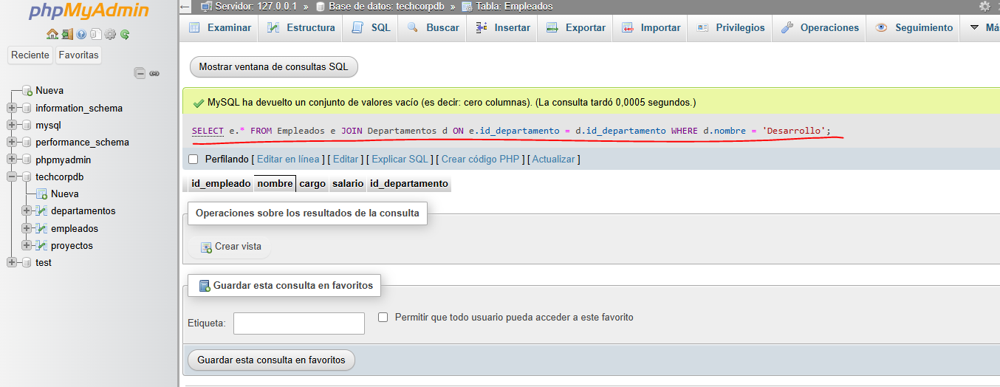 phpMyAdmin
Reciente Favoritas
Nueva
information_schema
mysql
performance_schema
phpmyadmin
techcorpdb
Nueva
departamentos
empleados
proyectos
test
Servidor: 127.0.0.1 » Base de datos: techcorpdb » Tabla: Empleados
Examinar Estructura SQL Buscar Insertar Exportar Importar Privilegios Operaciones Seguimiento Má
Mostrar ventana de consultas SQL
MySQL ha devuelto un conjunto de valores vacío (es decir: cero columnas). (La consulta tardó 0,0005 segundos.)
SELECT e.* FROM Empleados e JOIN Departamentos d ON e.id_departamento = d.id_departamento WHERE d.nombre = 'Desarrollo';
Perfilando [ Editar en línea ] [ Editar ] [ Explicar SQL ] [ Crear código PHP ] [ Actualizar ]
id_empleado nombre cargo salario id_departamento
Operaciones sobre los resultados de la consulta
Crear vista
Guardar esta consulta en favoritos
Etiqueta: Permitir que todo usuario pueda acceder a este favorito
Guardar esta consulta en favoritos